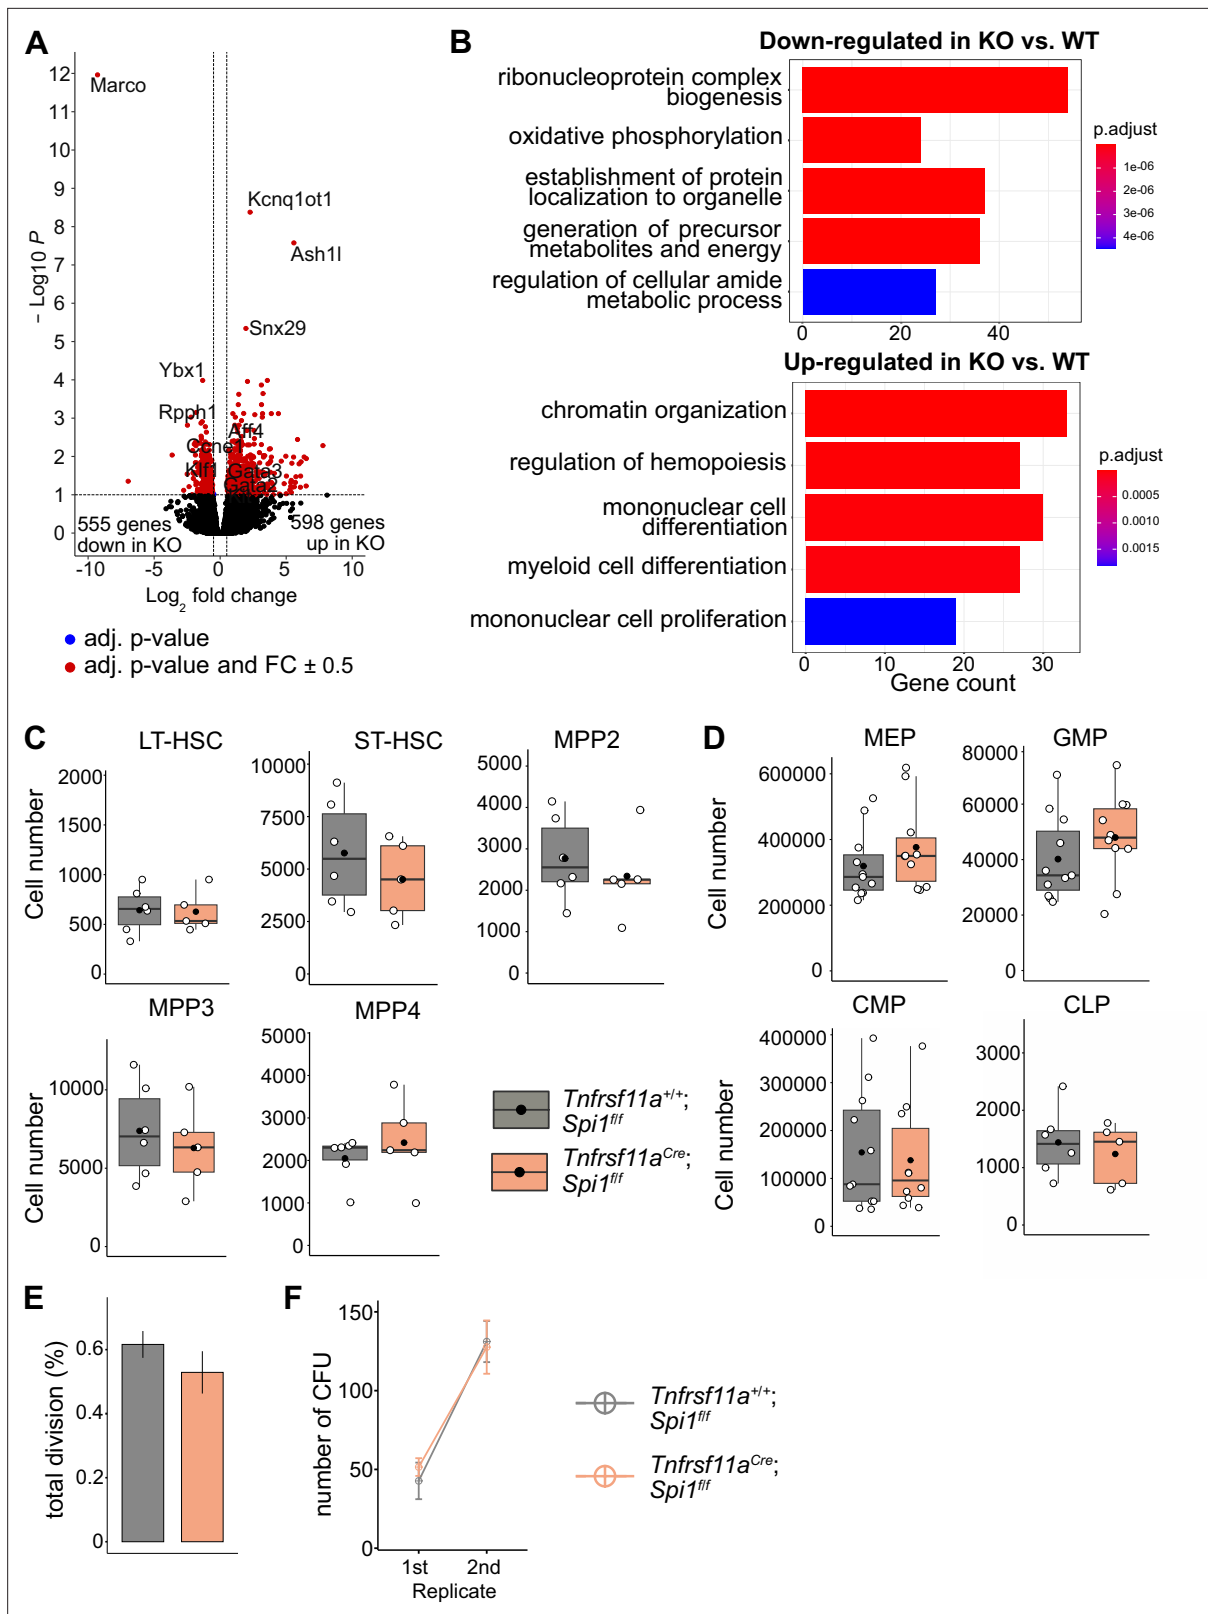 A
12
11
10
9
8
7
6
5
4
3
2
1
0
– Log10 P
Marco
Kcnq1ot1
Ash1l
Snx29
Ybx1
Rpph1
Aff4
Ccne1
Klf1
Gata3
Gata2
555 genes
down in KO
598 genes
up in KO
-10
-5
0
5
10
Log2 fold change
adj. p-value
adj. p-value and FC ± 0.5
B
Down-regulated in KO vs. WT
ribonucleoprotein complex
biogenesis
oxidative phosphorylation
establishment of protein
localization to organelle
generation of precursor
metabolites and energy
regulation of cellular amide
metabolic process
0
20
40
p.adjust
1e-06
2e-06
3e-06
4e-06
Up-regulated in KO vs. WT
chromatin organization
regulation of hemopoiesis
mononuclear cell
differentiation
myeloid cell differentiation
mononuclear cell proliferation
0
10
20
30
Gene count
p.adjust
0.0005
0.0010
0.0015
C
LT-HSC
Cell number
2000
1500
1000
500
0
ST-HSC
10000
7500
5000
2500
0
MPP2
5000
4000
3000
2000
1000
0
MPP3
Cell number
10000
5000
0
MPP4
5000
4000
3000
2000
1000
0
Tnfrsf11a+/+;
Spi1f/f
Tnfrsf11aCre;
Spi1f/f
D
MEP
Cell number
600000
400000
200000
0
GMP
80000
60000
40000
20000
0
CMP
Cell number
400000
300000
200000
100000
0
CLP
3000
2000
1000
0
E
total division (%)
0.6
0.4
0.2
0
F
number of CFU
150
100
50
0
1st
2nd
Replicate
Tnfrsf11a+/+;
Spi1f/f
Tnfrsf11aCre;
Spi1f/f